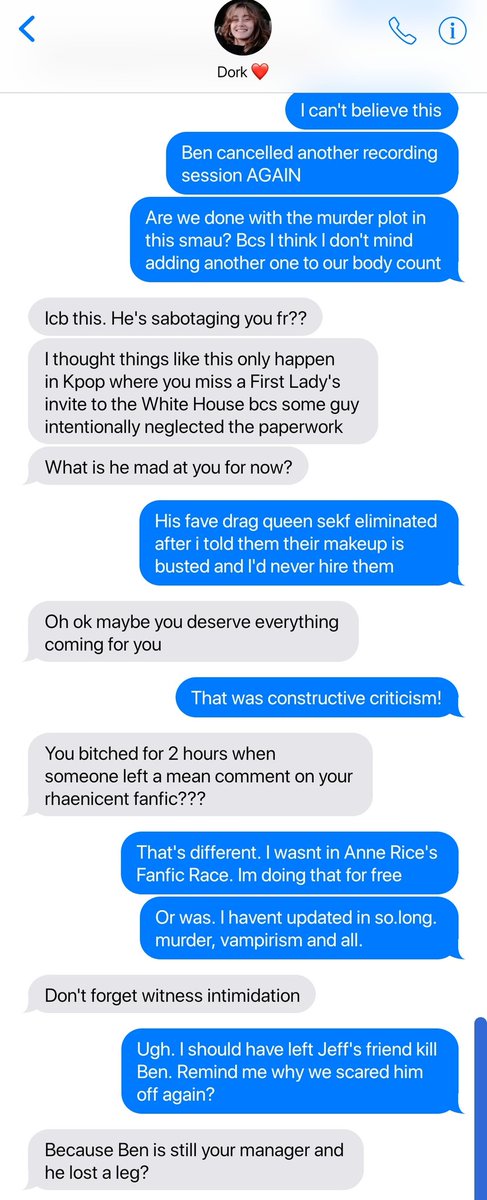 Dork ❤️
I can't believe this
Ben cancelled another recording
session AGAIN
Are we done with the murder plot in
this smau? Bcs I think I don't mind
adding another one to our body count
Icb this. He's sabotaging you fr??
I thought things like this only happen
in Kpop where you miss a First Lady's
invite to the White House bcs some guy
intentionally neglected the paperwork
What is he mad at you for now?
His fave drag queen sekf eliminated
after i told them their makeup is
busted and I'd never hire them
Oh ok maybe you deserve everything
coming for you
That was constructive criticism!
You bitched for 2 hours when
someone left a mean comment on your
rhaenicent fanfic???
That's different. I wasnt in Anne Rice's
Fanfic Race. Im doing that for free
Or was. I havent updated in so.long.
murder, vampirism and all.
Don't forget witness intimidation
Ugh. I should have left Jeff's friend kill
Ben. Remind me why we scared him
off again?
Because Ben is still your manager and
he lost a leg?